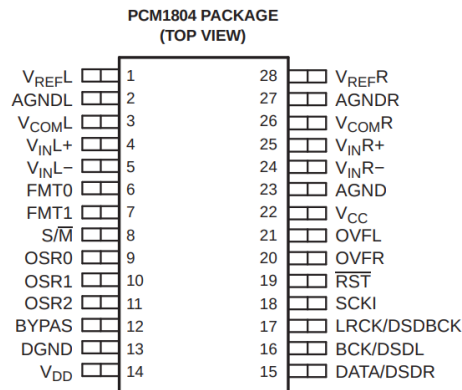 PCM1804 PACKAGE
(TOP VIEW)
VREFL 1 28 VREFR
AGNDL 2 27 AGNDR
VCOML 3 26 VCOMR
VINL+ 4 25 VINR+
VINL− 5 24 VINR−
FMT0 6 23 AGND
FMT1 7 22 VCC
S/M̅ 8 21 OVFL
OSR0 9 20 OVFR
OSR1 10 19 R̅S̅T̅
OSR2 11 18 SCKI
BYPAS 12 17 LRCK/DSDBCK
DGND 13 16 BCK/DSDL
VDD 14 15 DATA/DSDR